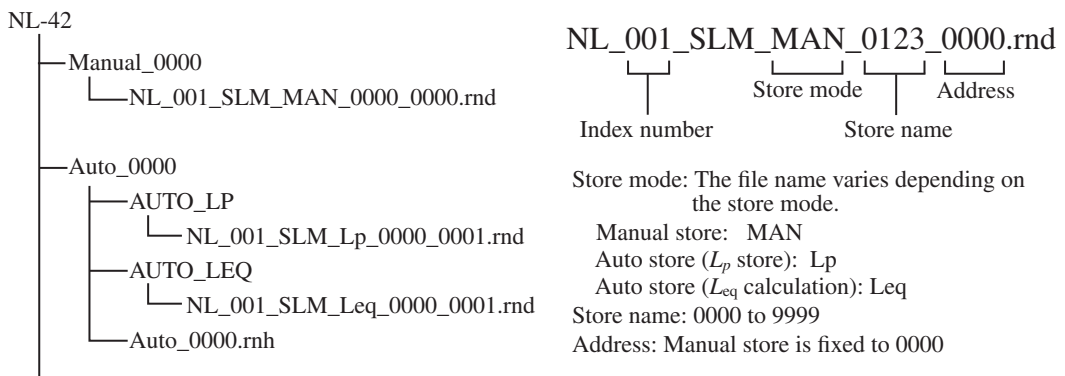 NL-42
Manual_0000
NL_001_SLM_MAN_0000_0000.rnd
Auto_0000
AUTO_LP
NL_001_SLM_Lp_0000_0001.rnd
AUTO_LEQ
NL_001_SLM_Leq_0000_0001.rnd
Auto_0000.rnh
NL_001_SLM_MAN_0123_0000.rnd
Store mode
Address
Index number
Store name
Store mode: The file name varies depending on
the store mode.
Manual store: MAN
Auto store (Lp store): Lp
Auto store (Leq calculation): Leq
Store name: 0000 to 9999
Address: Manual store is fixed to 0000